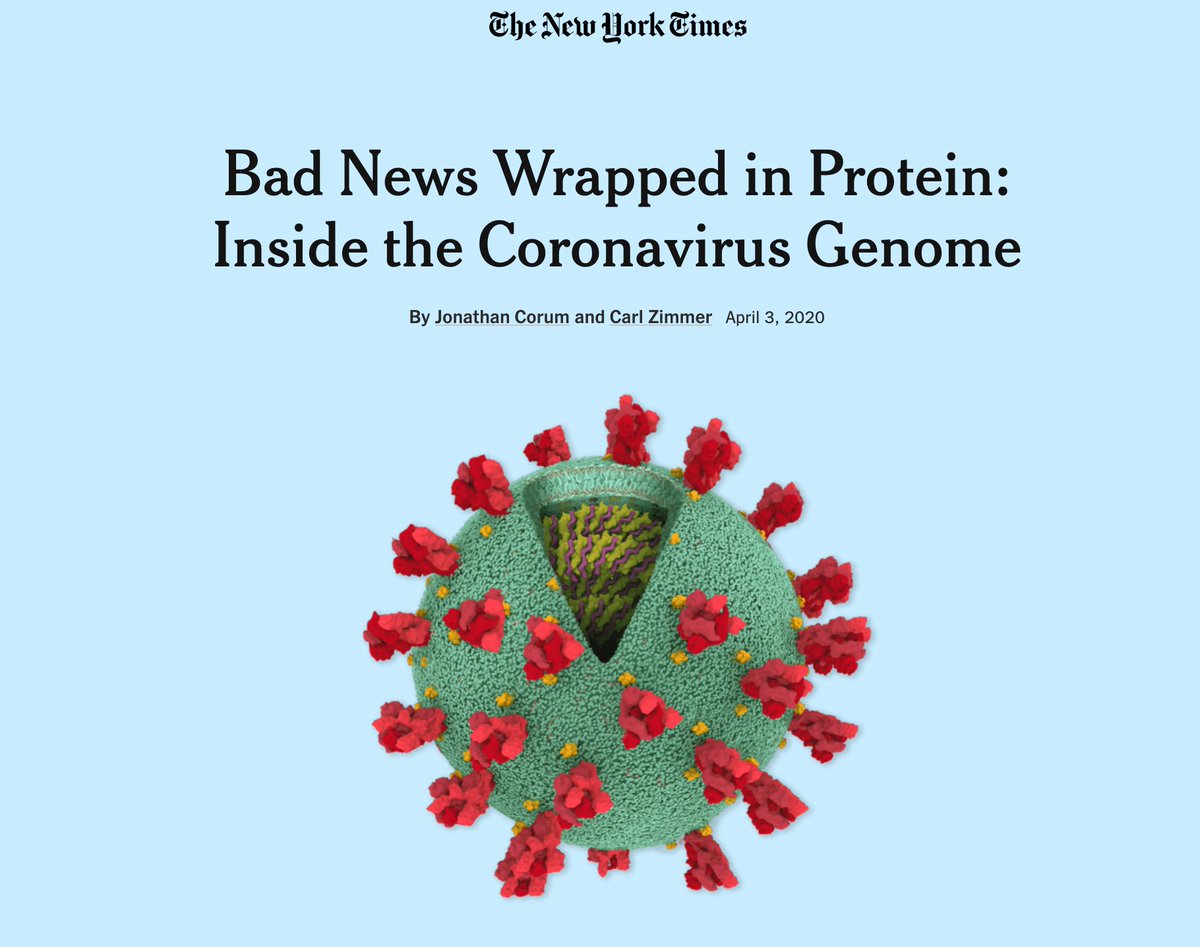 The New York Times
Bad News Wrapped in Protein:
Inside the Coronavirus Genome
By Jonathan Corum and Carl Zimmer April 3, 2020